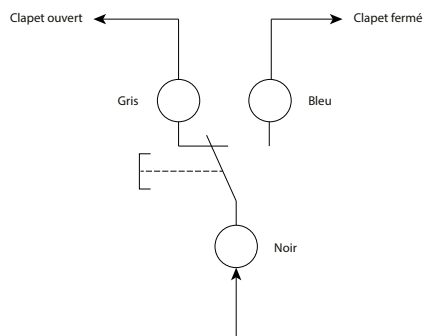 Clapet ouvert
Clapet fermé
Gris
Bleu
Noir